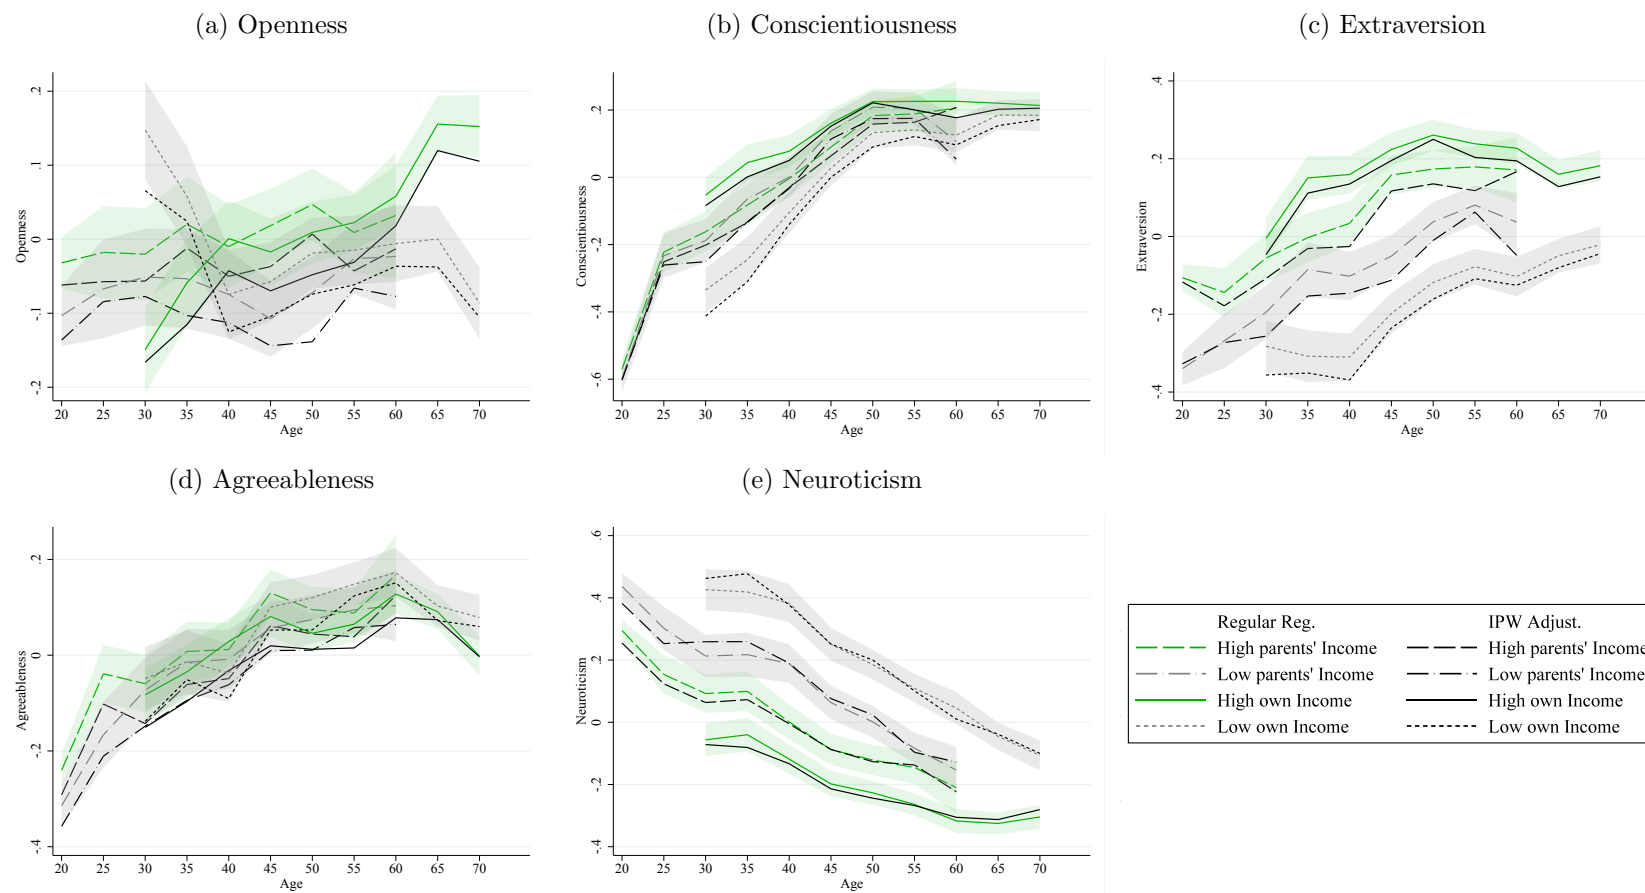 (a) Openness
.2
.1
0
-.1
-.2
Openness
20 25 30 35 40 45 50 55 60 65 70
Age
(b) Conscientiousness
.2
0
-.2
-.4
-.6
Conscientiousness
20 25 30 35 40 45 50 55 60 65 70
Age
(c) Extraversion
.4
.2
0
-.2
-.4
Extraversion
20 25 30 35 40 45 50 55 60 65 70
Age
(d) Agreeableness
.2
0
-.2
-.4
Agreeableness
20 25 30 35 40 45 50 55 60 65 70
Age
(e) Neuroticism
.6
.4
.2
0
-.2
-.4
Neuroticism
20 25 30 35 40 45 50 55 60 65 70
Age
Regular Reg. IPW Adjust.
High parents' Income High parents' Income
Low parents' Income Low parents' Income
High own Income High own Income
Low own Income Low own Income